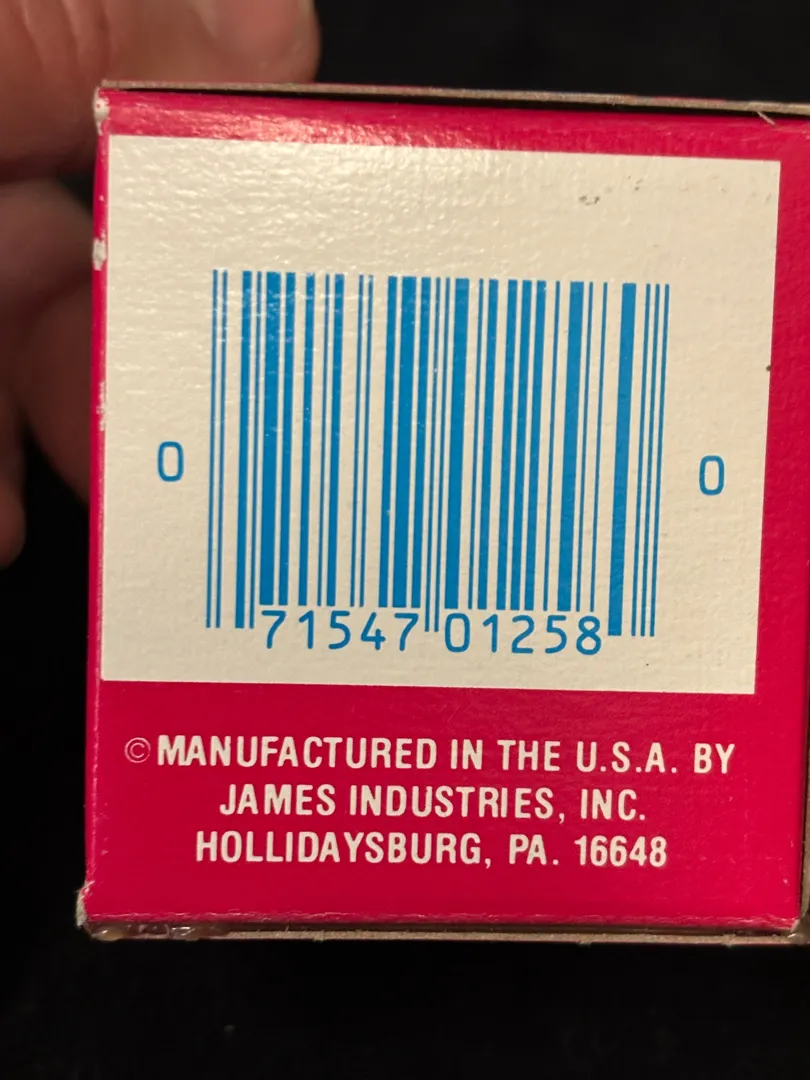 0 71547 01258 0
©MANUFACTURED IN THE U.S.A. BY
JAMES INDUSTRIES, INC.
HOLLIDAYSBURG, PA. 16648